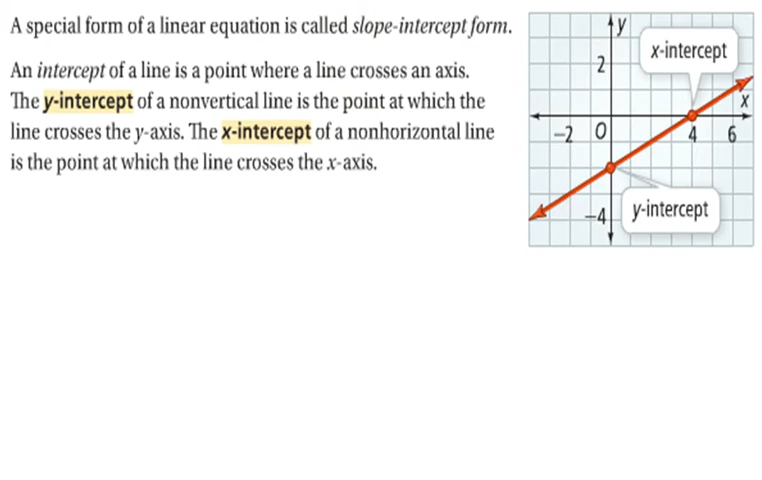 A special form of a linear equation is called slope-intercept form.
An intercept of a line is a point where a line crosses an axis.
The y-intercept of a nonvertical line is the point at which the
line crosses the y-axis. The x-intercept of a nonhorizontal line
is the point at which the line crosses the x-axis.
y
x-intercept
2
x
−2 0 4 6
−4
y-intercept